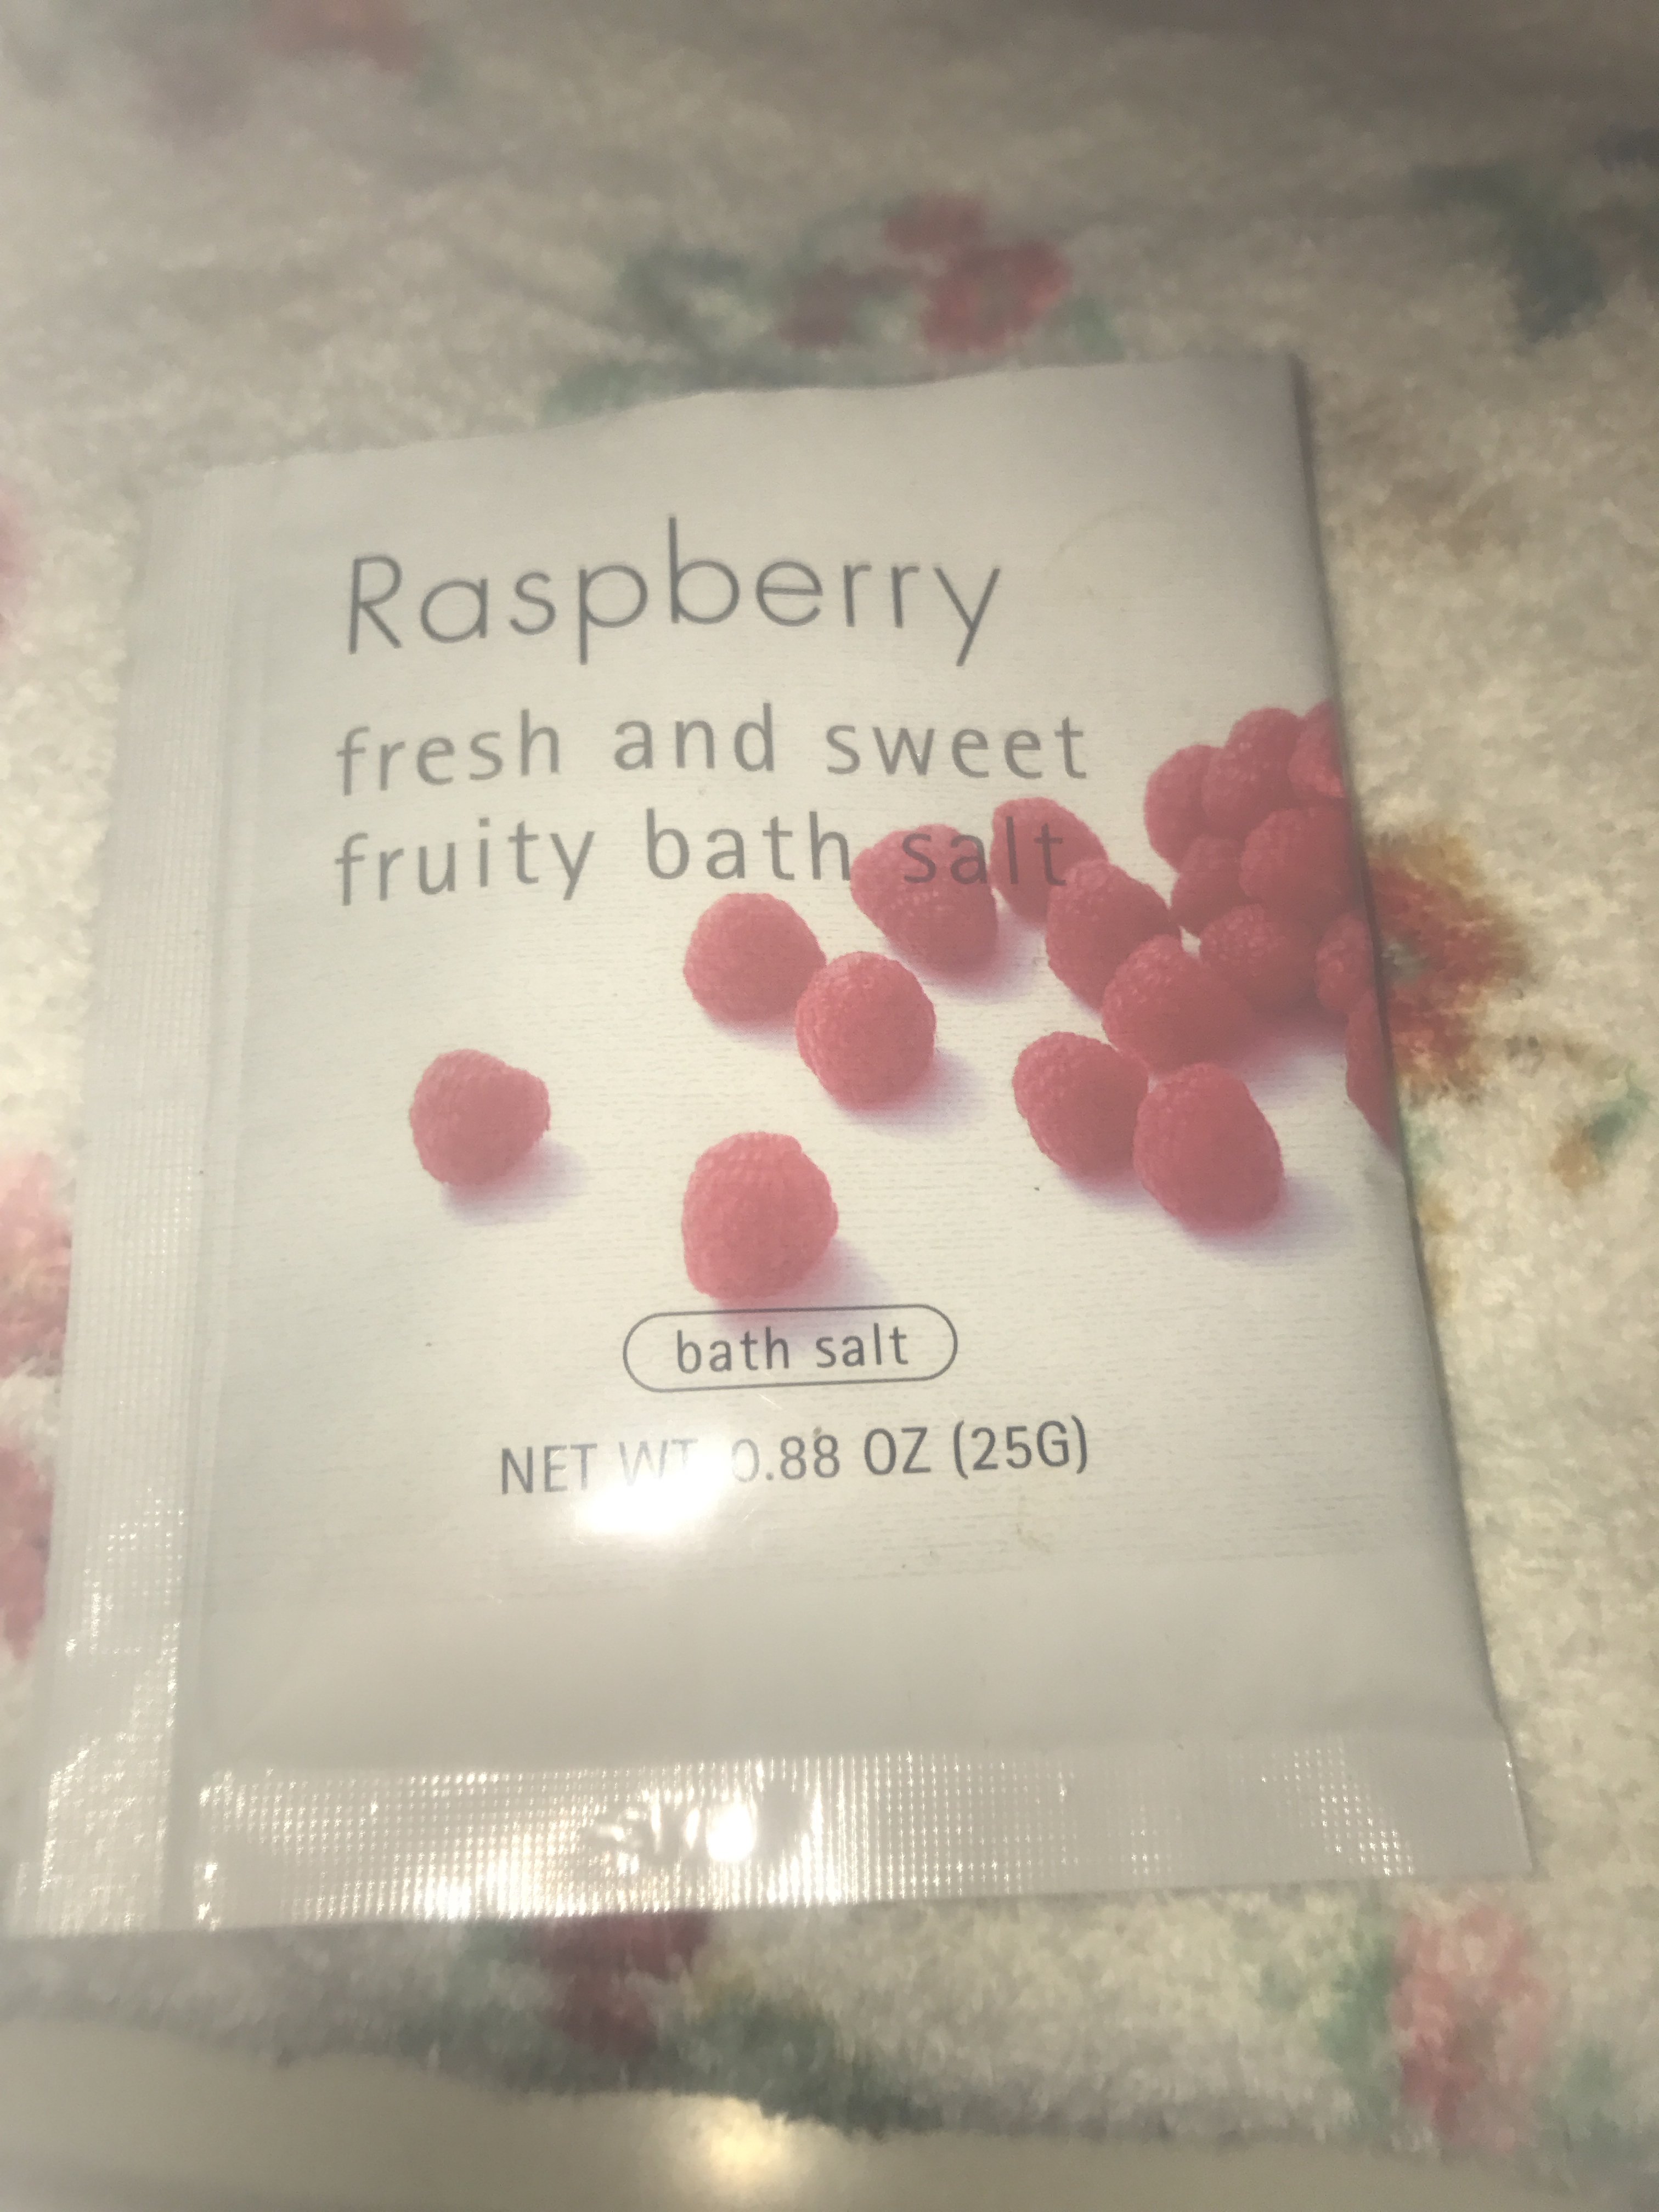 Raspberry
fresh and sweet
fruity bath salt
bath salt
NET WT 0.88 OZ (25G)